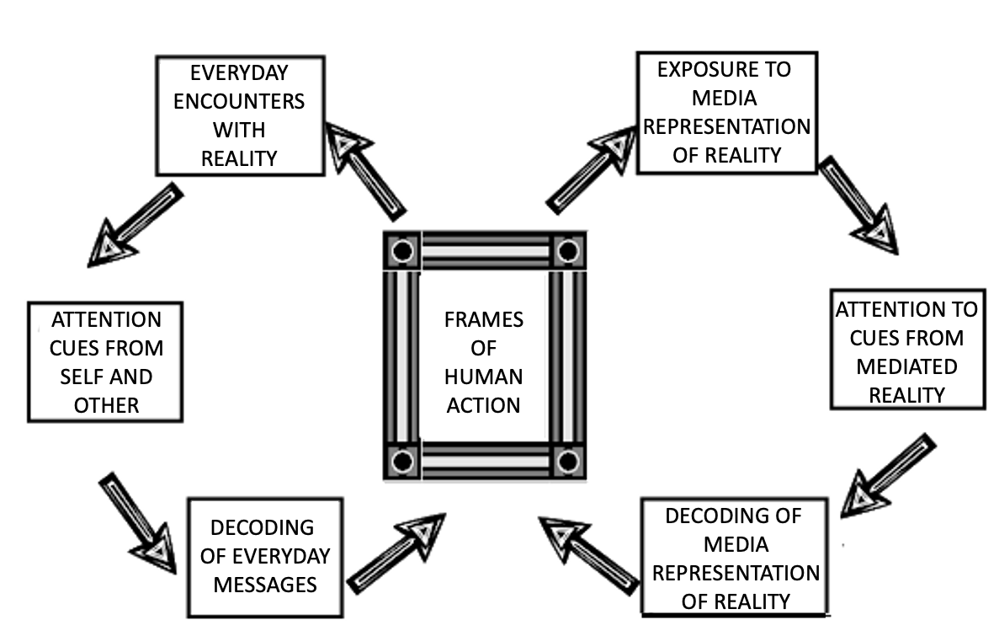 EVERYDAY
ENCOUNTERS
WITH
REALITY
EXPOSURE TO
MEDIA
REPRESENTATION
OF REALITY
ATTENTION
CUES FROM
SELF AND
OTHER
FRAMES
OF
HUMAN
ACTION
ATTENTION TO
CUES FROM
MEDIATED
REALITY
DECODING
OF EVERYDAY
MESSAGES
DECODING OF
MEDIA
REPRESENTATION
OF REALITY